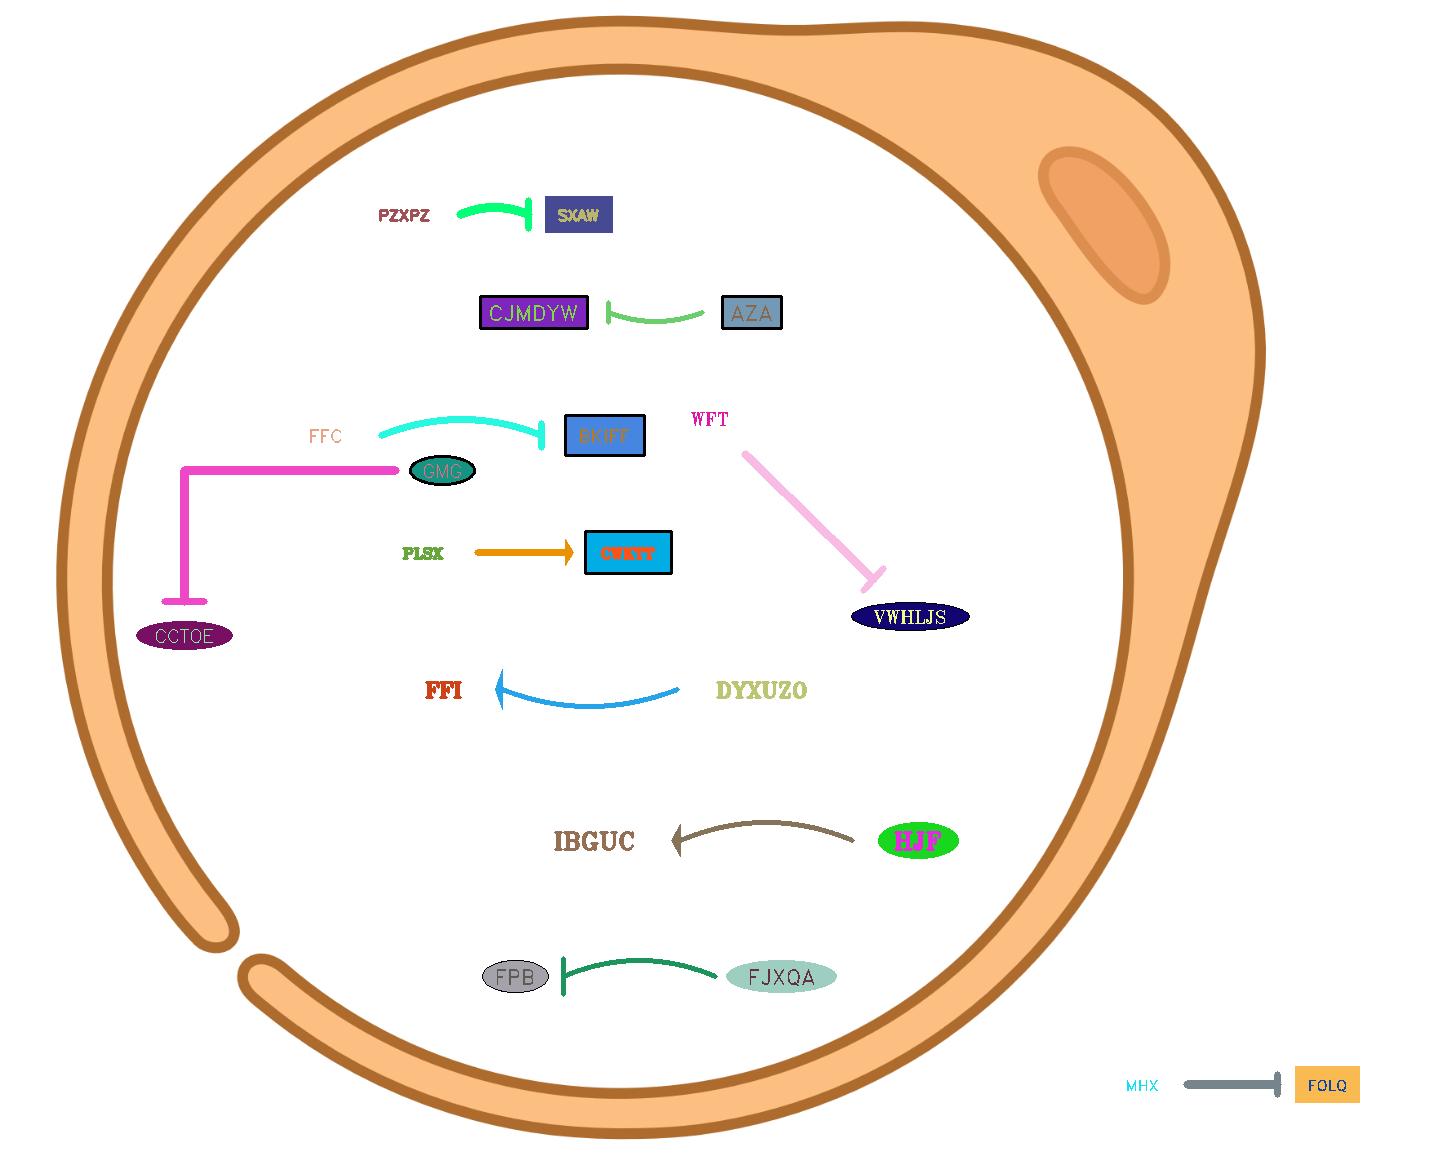 PZXPZ
SXAW
CJMDYW
AZA
FFC
BKIFF
WFT
GMG
PLSX
VWHLJS
CCTOE
FFI
DYXUZO
IBGUC
HJF
FPB
FJXQA
MHX
FOLQ